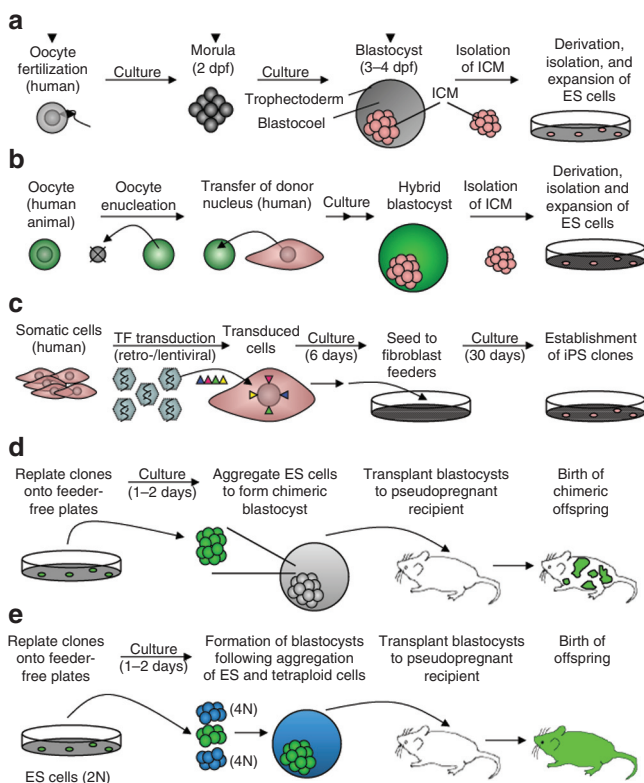 a
Oocyte
fertilization
(human)
Culture
Morula
(2 dpf)
Culture
Blastocyst
(3–4 dpf)
Isolation
of ICM
Derivation,
isolation, and
expansion of
ES cells
Trophectoderm
Blastocoel
ICM
b
Oocyte
(human
animal)
Oocyte
enucleation
Transfer of donor
nucleus (human)
Culture
Hybrid
blastocyst
Isolation
of ICM
Derivation,
isolation and
expansion of
ES cells
c
Somatic cells
(human)
TF transduction
(retro-/lentiviral)
Transduced
cells
Culture
(6 days)
Seed to
fibroblast
feeders
Culture
(30 days)
Establishment
of iPS clones
d
Replate clones
onto feeder-
free plates
Culture
(1–2 days)
Aggregate ES cells
to form chimeric
blastocyst
Transplant blastocysts
to pseudopregnant
recipient
Birth of
chimeric
offspring
e
Replate clones
onto feeder-
free plates
Culture
(1–2 days)
Formation of blastocysts
following aggregation
of ES and tetraploid cells
Transplant blastocysts
to pseudopregnant
recipient
Birth of
offspring
(4N)
(4N)
ES cells (2N)